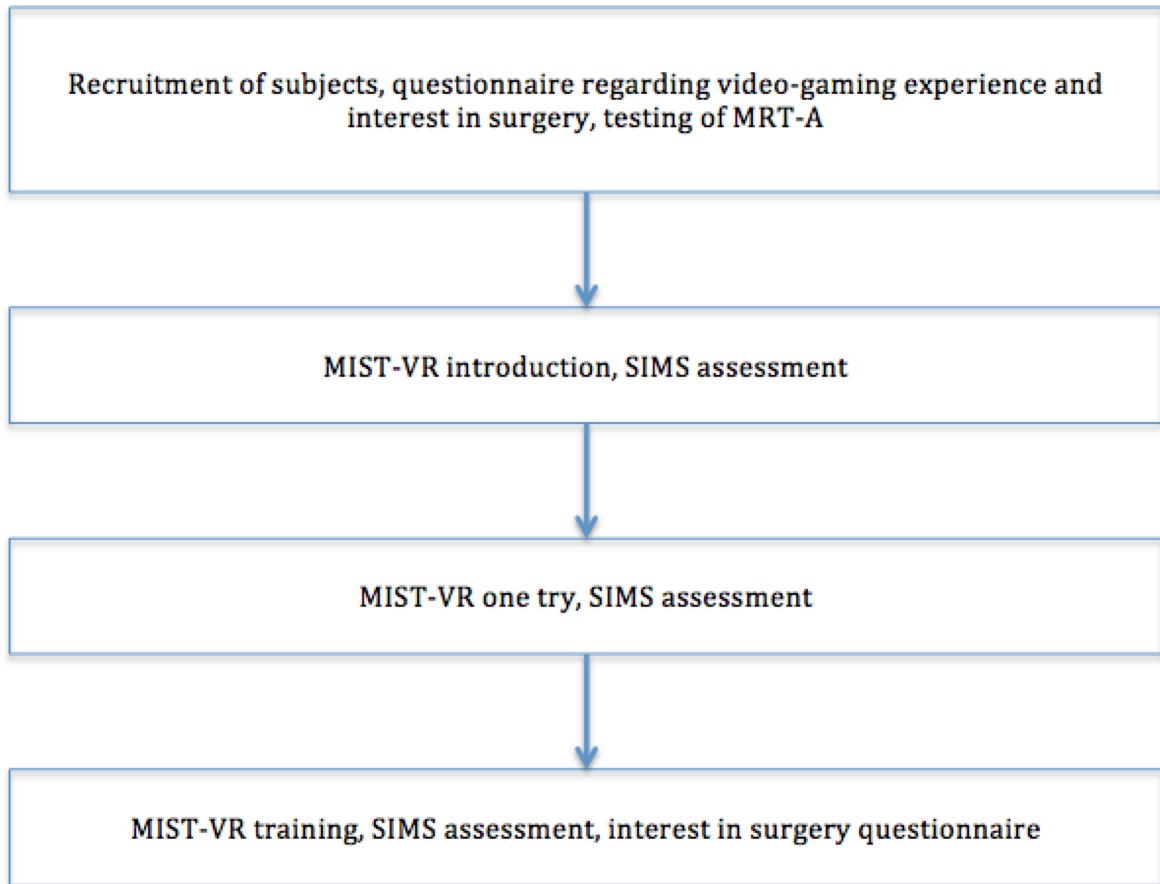 Recruitment of subjects, questionnaire regarding video-gaming experience and
interest in surgery, testing of MRT-A
MIST-VR introduction, SIMS assessment
MIST-VR one try, SIMS assessment
MIST-VR training, SIMS assessment, interest in surgery questionnaire